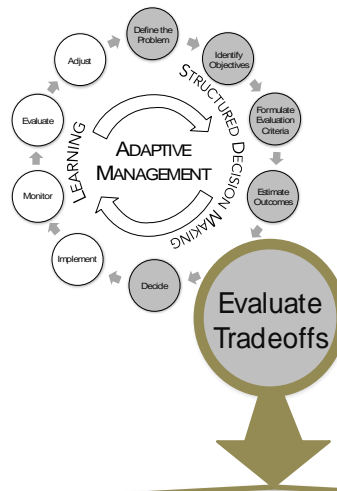 Define the
Problem
Identify
Objectives
Formulate
Evaluation
Criteria
Estimate
Outcomes
Evaluate
Tradeoffs
Decide
Implement
Monitor
Evaluate
Adjust
STRUCTURED DECISION MAKING
LEARNING
ADAPTIVE
MANAGEMENT